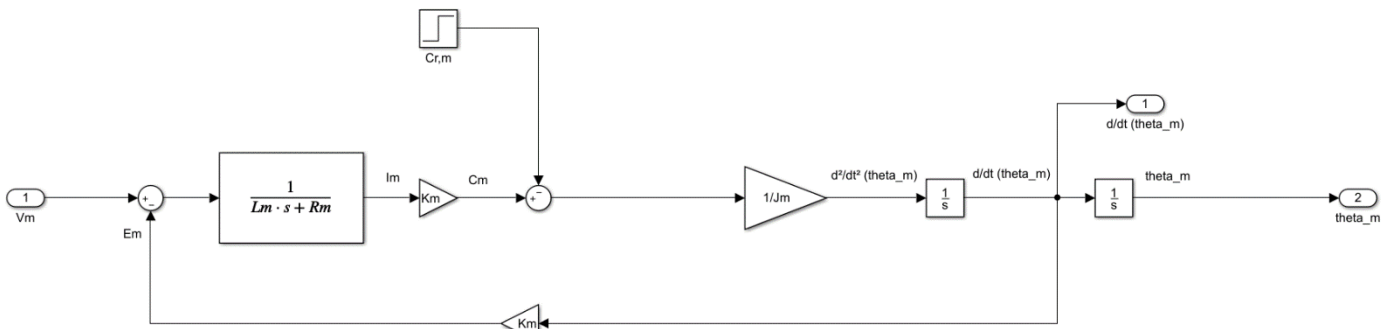 Cr,m
1
d/dt (theta_m)
1
Vm
+
−
Em
1
Lm · s + Rm
Im
Km
Cm
−
+
1/Jm
d²/dt² (theta_m)
1
s
d/dt (theta_m)
1
s
theta_m
2
theta_m
Km